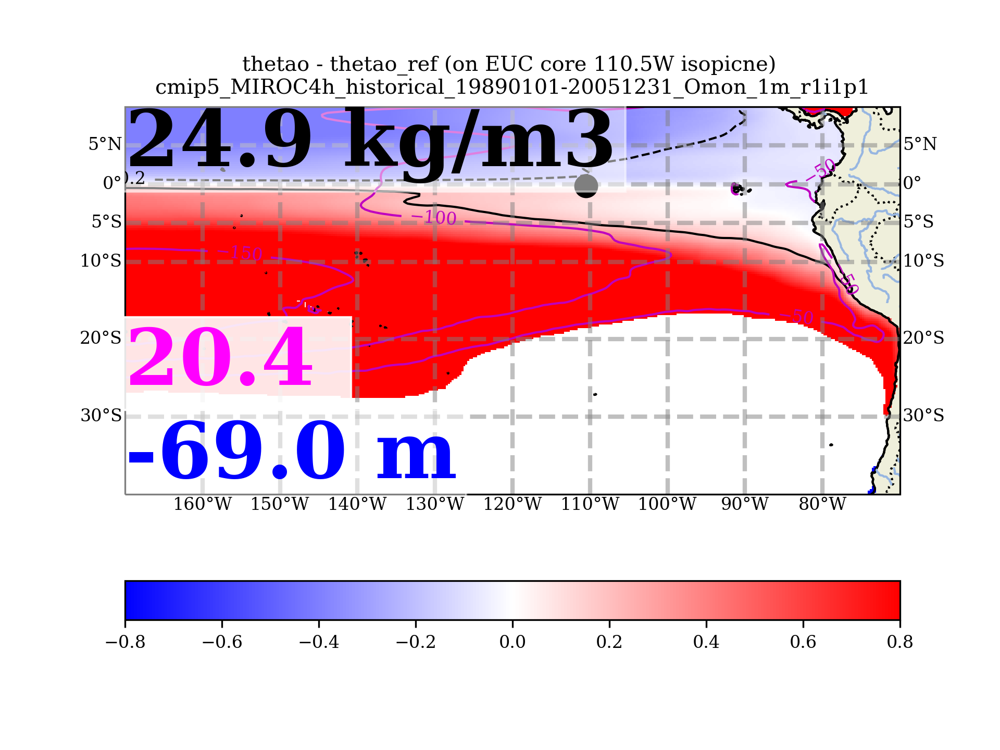 thetao - thetao_ref (on EUC core 110.5W isopicne)
cmip5_MIROC4h_historical_19890101-20051231_Omon_1m_r1i1p1
24.9 kg/m3
5°N 5°N
0.2
−50
0° 0°
−100
5°S 5°S
−150
10°S 10°S
−50
−50
20.4
20°S 20°S
30°S 30°S
-69.0 m
160°W 150°W 140°W 130°W 120°W 110°W 100°W 90°W 80°W
−0.8 −0.6 −0.4 −0.2 0.0 0.2 0.4 0.6 0.8